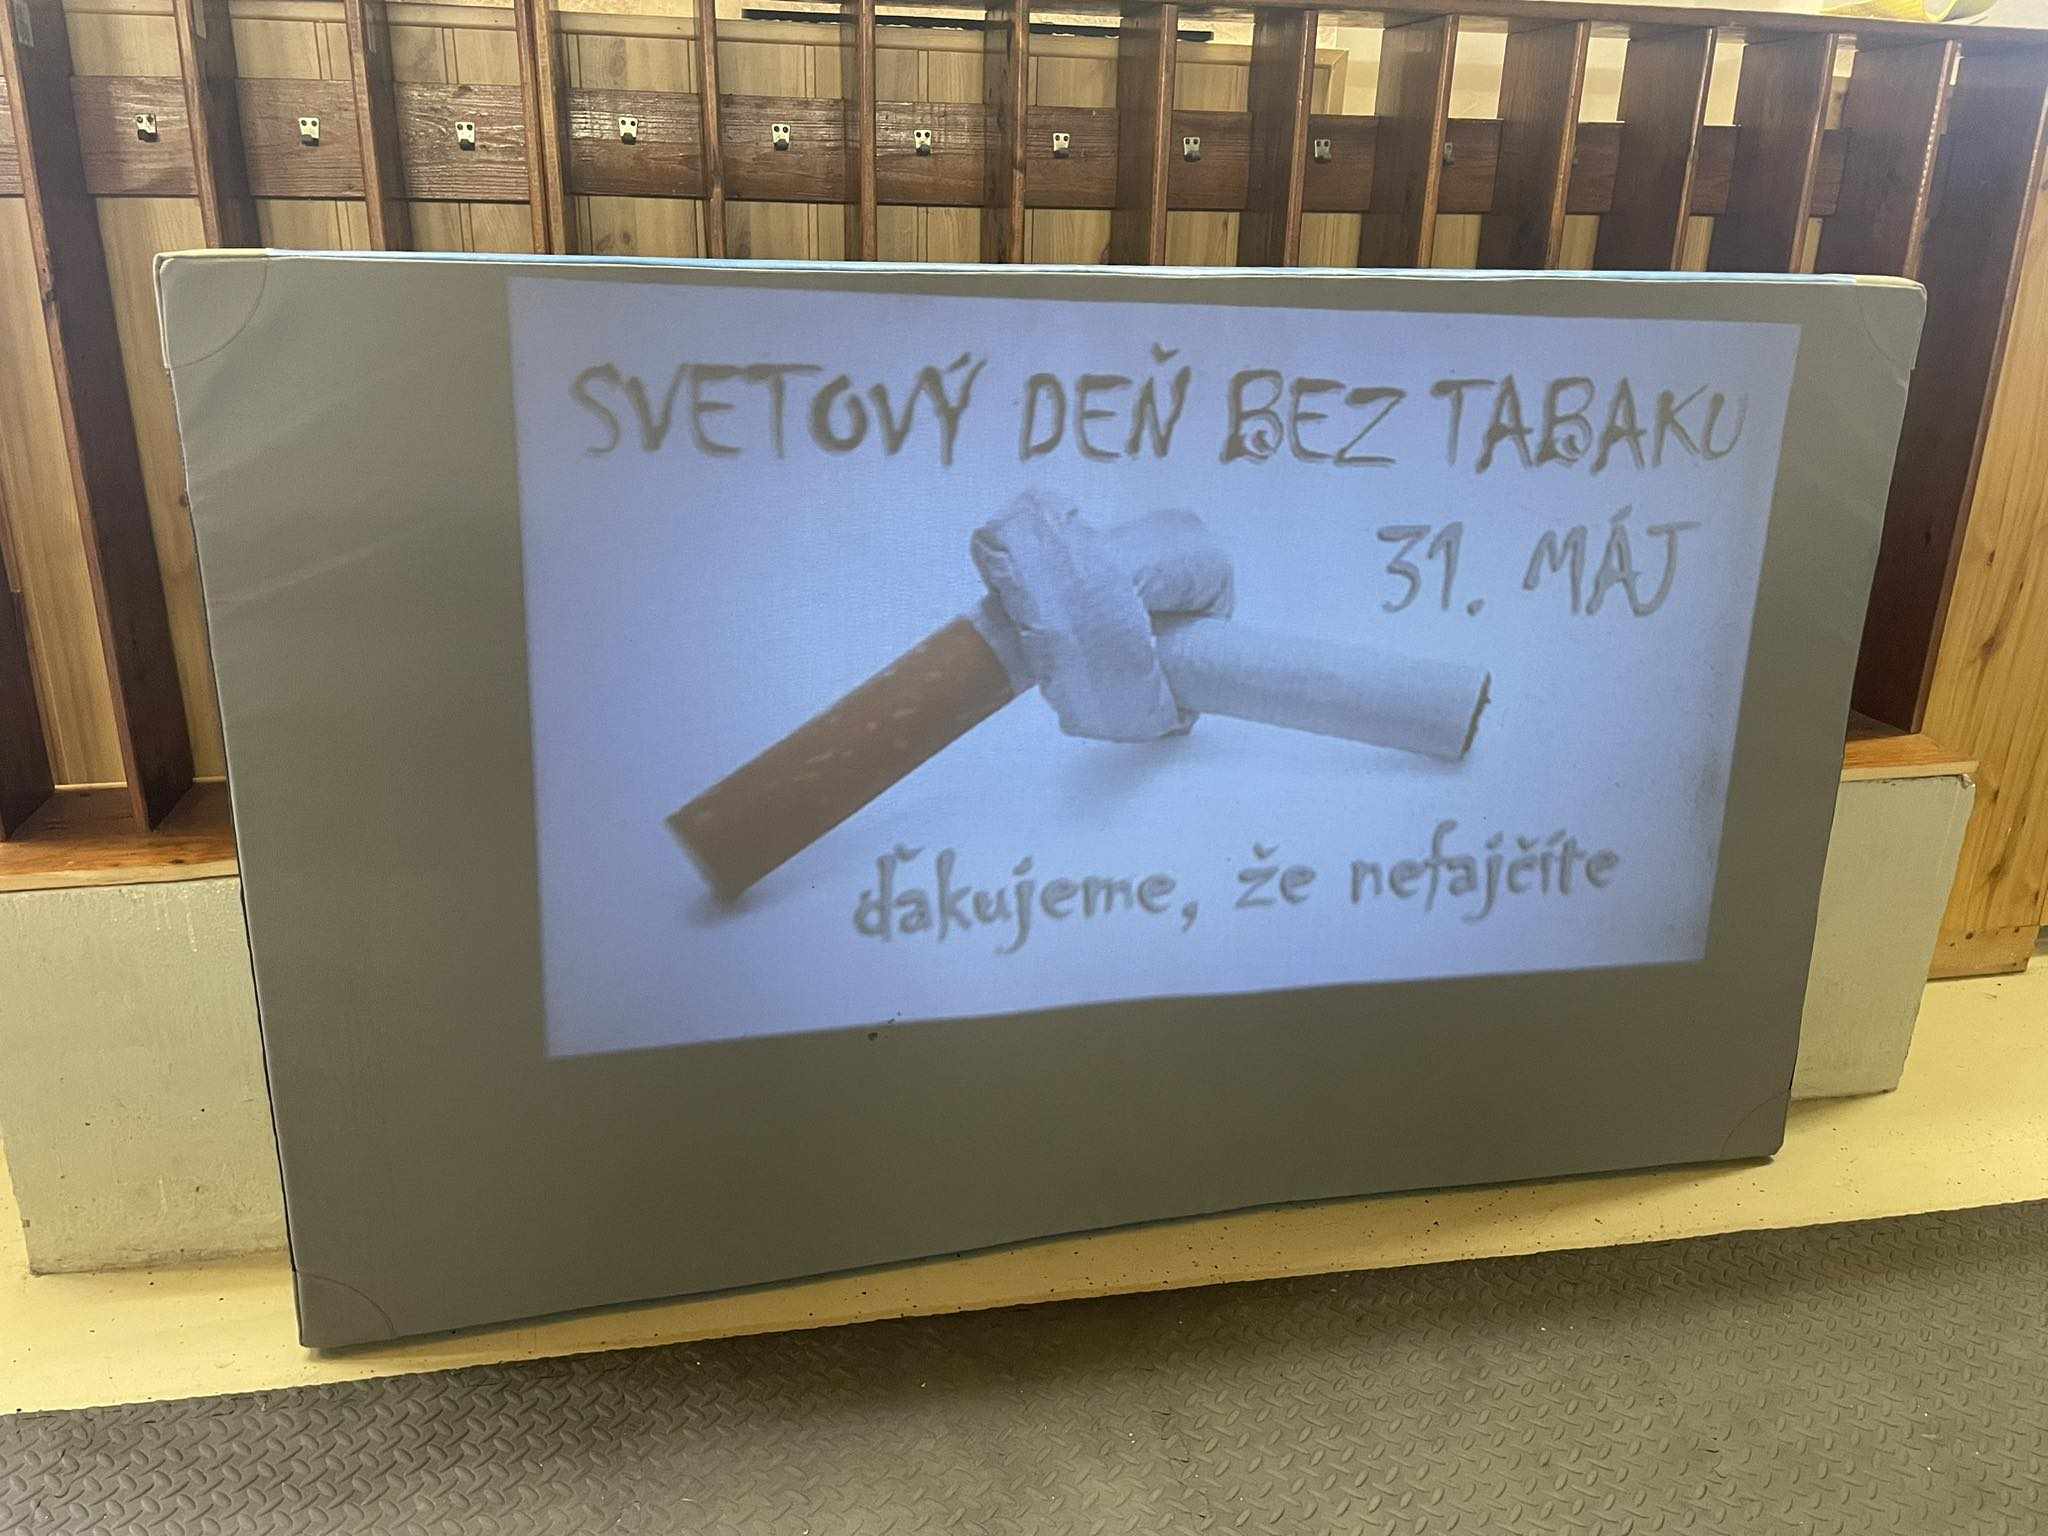 SVETOVÝ DEŇ BEZ TABAKU
31. MÁJ
ďakujeme, že nefajčíte